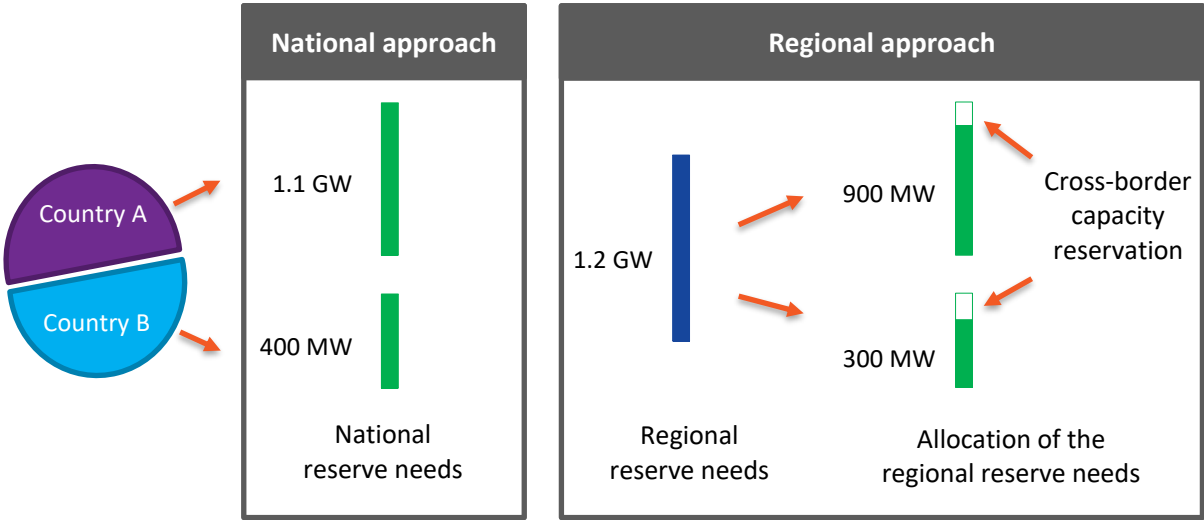 National approach
Regional approach
Country A
Country B
1.1 GW
400 MW
National
reserve needs
1.2 GW
Regional
reserve needs
900 MW
300 MW
Cross-border
capacity
reservation
Allocation of the
regional reserve needs